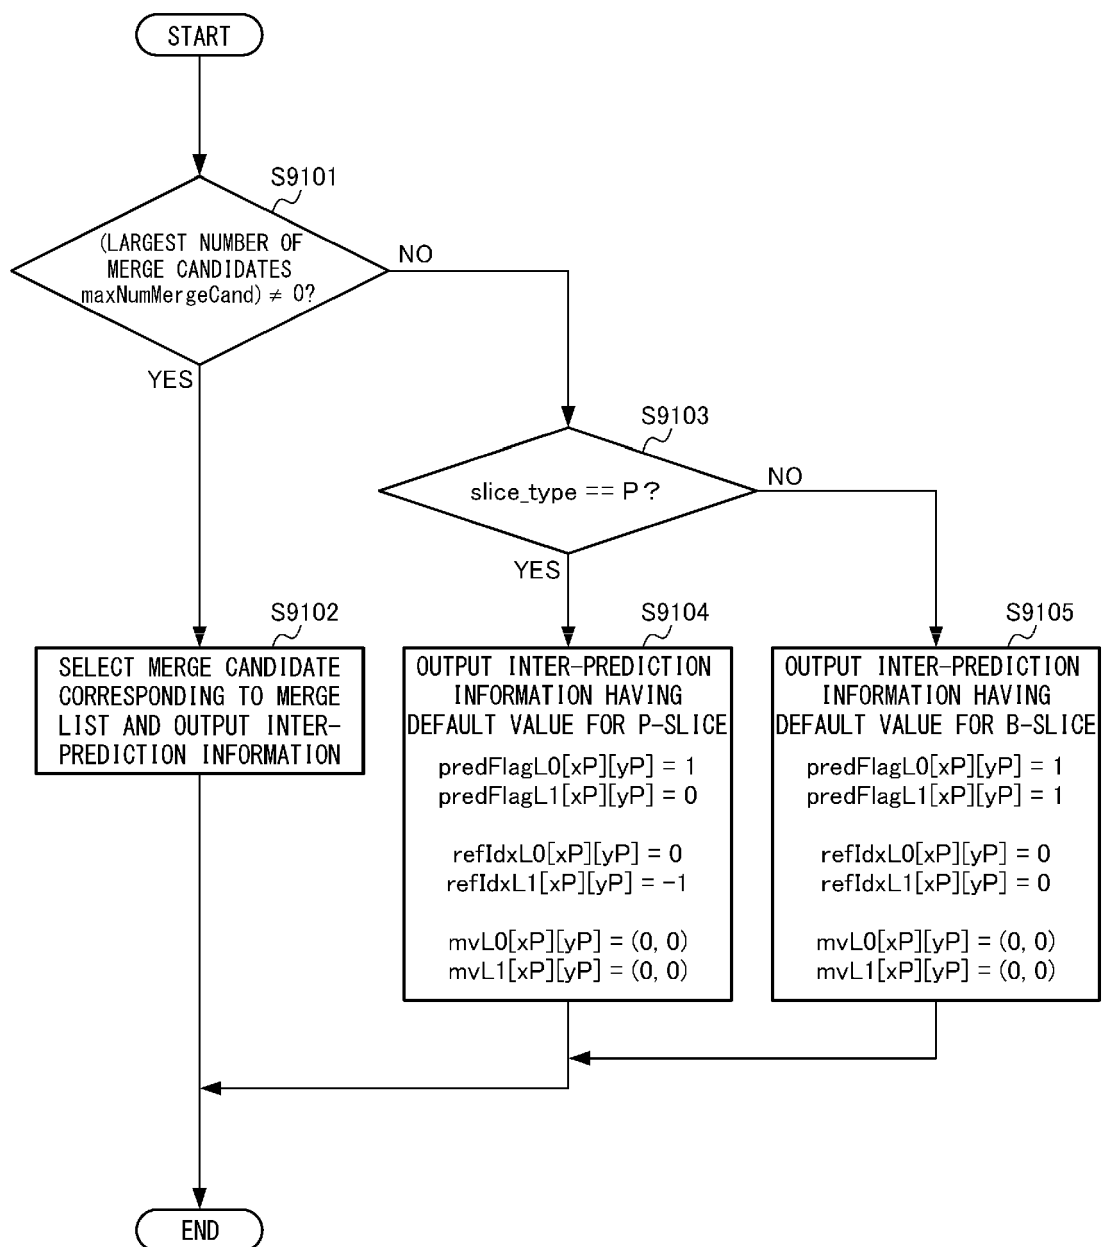 START
S9101
(LARGEST NUMBER OF
MERGE CANDIDATES
maxNumMergeCand) ≠ 0?
NO
YES
S9103
slice_type == P?
NO
YES
S9102
SELECT MERGE CANDIDATE
CORRESPONDING TO MERGE
LIST AND OUTPUT INTER-
PREDICTION INFORMATION
S9104
OUTPUT INTER-PREDICTION
INFORMATION HAVING
DEFAULT VALUE FOR P-SLICE
predFlagL0[xP][yP] = 1
predFlagL1[xP][yP] = 0
refIdxL0[xP][yP] = 0
refIdxL1[xP][yP] = -1
mvL0[xP][yP] = (0, 0)
mvL1[xP][yP] = (0, 0)
S9105
OUTPUT INTER-PREDICTION
INFORMATION HAVING
DEFAULT VALUE FOR B-SLICE
predFlagL0[xP][yP] = 1
predFlagL1[xP][yP] = 1
refIdxL0[xP][yP] = 0
refIdxL1[xP][yP] = 0
mvL0[xP][yP] = (0, 0)
mvL1[xP][yP] = (0, 0)
END